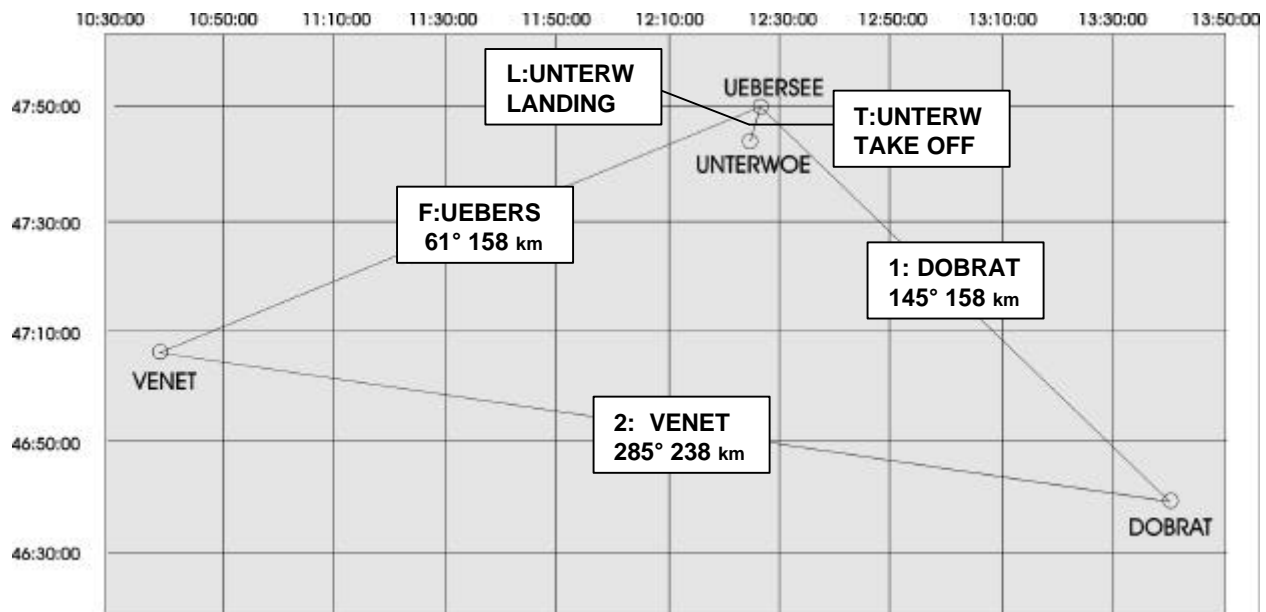 10:30:00 10:50:00 11:10:00 11:30:00 11:50:00 12:10:00 12:30:00 12:50:00 13:10:00 13:30:00 13:50:00
L:UNTERW
LANDING
UEBERSEE
47:50:00
T:UNTERW
TAKE OFF
UNTERWOE
F:UEBERS
61° 158 km
47:30:00
1: DOBRAT
145° 158 km
47:10:00
VENET
2: VENET
285° 238 km
46:50:00
DOBRAT
46:30:00